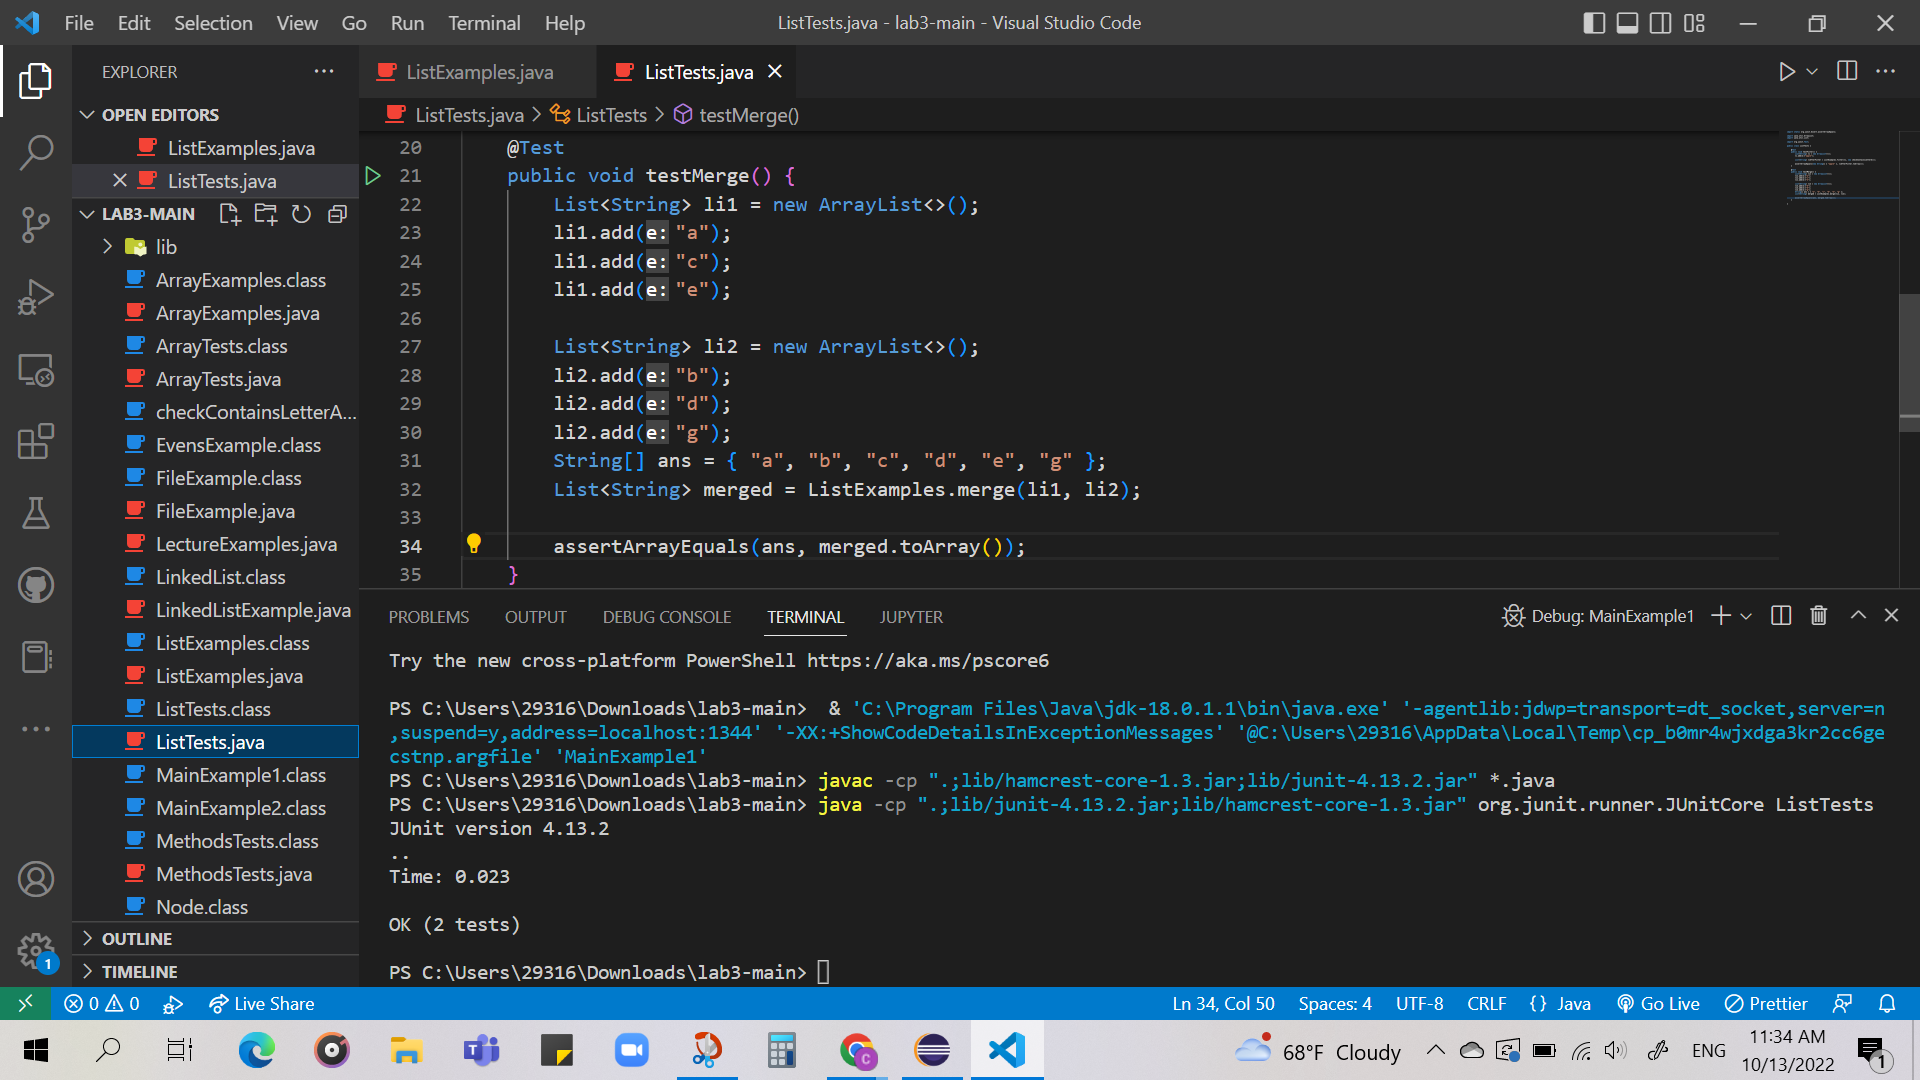 File Edit Selection View Go Run Terminal Help
ListTests.java - lab3-main - Visual Studio Code
EXPLORER
OPEN EDITORS
ListExamples.java
ListTests.java
LAB3-MAIN
lib
ArrayExamples.class
ArrayExamples.java
ArrayTests.class
ArrayTests.java
checkContainsLetterA...
EvensExample.class
FileExample.class
FileExample.java
LectureExamples.java
LinkedList.class
LinkedListExample.java
ListExamples.class
ListExamples.java
ListTests.class
ListTests.java
MainExample1.class
MainExample2.class
MethodsTests.class
MethodsTests.java
Node.class
OUTLINE
TIMELINE
1
ListExamples.java
ListTests.java
ListTests.java > ListTests > testMerge()
20 @Test
21 public void testMerge() {
22 List<String> li1 = new ArrayList<>();
23 li1.add(e: "a");
24 li1.add(e: "c");
25 li1.add(e: "e");
26
27 List<String> li2 = new ArrayList<>();
28 li2.add(e: "b");
29 li2.add(e: "d");
30 li2.add(e: "g");
31 String[] ans = { "a", "b", "c", "d", "e", "g" };
32 List<String> merged = ListExamples.merge(li1, li2);
33
34 assertArrayEquals(ans, merged.toArray());
35 }
PROBLEMS OUTPUT DEBUG CONSOLE TERMINAL JUPYTER
Debug: MainExample1
Try the new cross-platform PowerShell https://aka.ms/pscore6
PS C:\Users\29316\Downloads\lab3-main>  & 'C:\Program Files\Java\jdk-18.0.1.1\bin\java.exe' '-agentlib:jdwp=transport=dt_socket,server=n
,suspend=y,address=localhost:1344' '-XX:+ShowCodeDetailsInExceptionMessages' '@C:\Users\29316\AppData\Local\Temp\cp_b0mr4wjxdga3kr2cc6ge
cstnp.argfile' 'MainExample1'
PS C:\Users\29316\Downloads\lab3-main> javac -cp ".;lib/hamcrest-core-1.3.jar;lib/junit-4.13.2.jar" *.java
PS C:\Users\29316\Downloads\lab3-main> java -cp ".;lib/junit-4.13.2.jar;lib/hamcrest-core-1.3.jar" org.junit.runner.JUnitCore ListTests
JUnit version 4.13.2
..
Time: 0.023
OK (2 tests)
PS C:\Users\29316\Downloads\lab3-main>
0 0 Live Share
Ln 34, Col 50 Spaces: 4 UTF-8 CRLF {} Java Go Live Prettier
68°F Cloudy
ENG
11:34 AM
10/13/2022
1